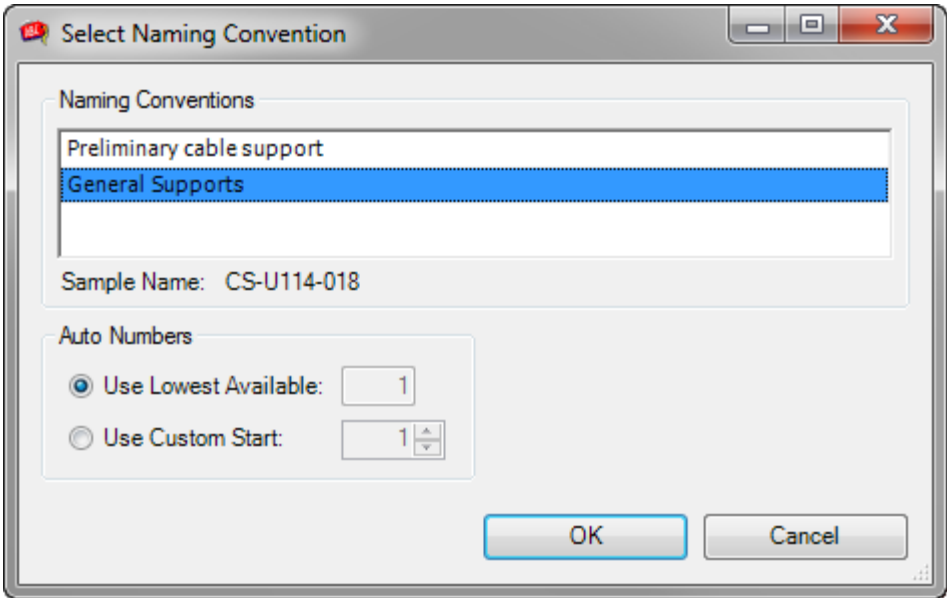 Select Naming Convention
Naming Conventions
Preliminary cable support
General Supports
Sample Name: CS-U114-018
Auto Numbers
Use Lowest Available: 1
Use Custom Start: 1
OK Cancel